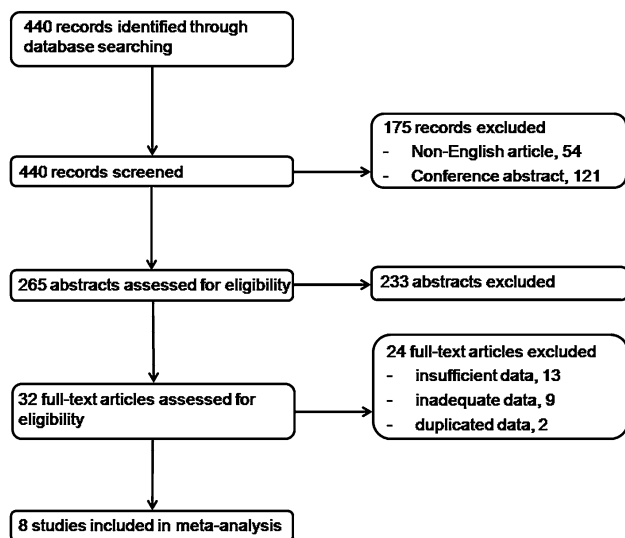 440 records identified through
database searching
175 records excluded
- Non-English article, 54
- Conference abstract, 121
440 records screened
265 abstracts assessed for eligibility
233 abstracts excluded
24 full-text articles excluded
- insufficient data, 13
- inadequate data, 9
- duplicated data, 2
32 full-text articles assessed for
eligibility
8 studies included in meta-analysis